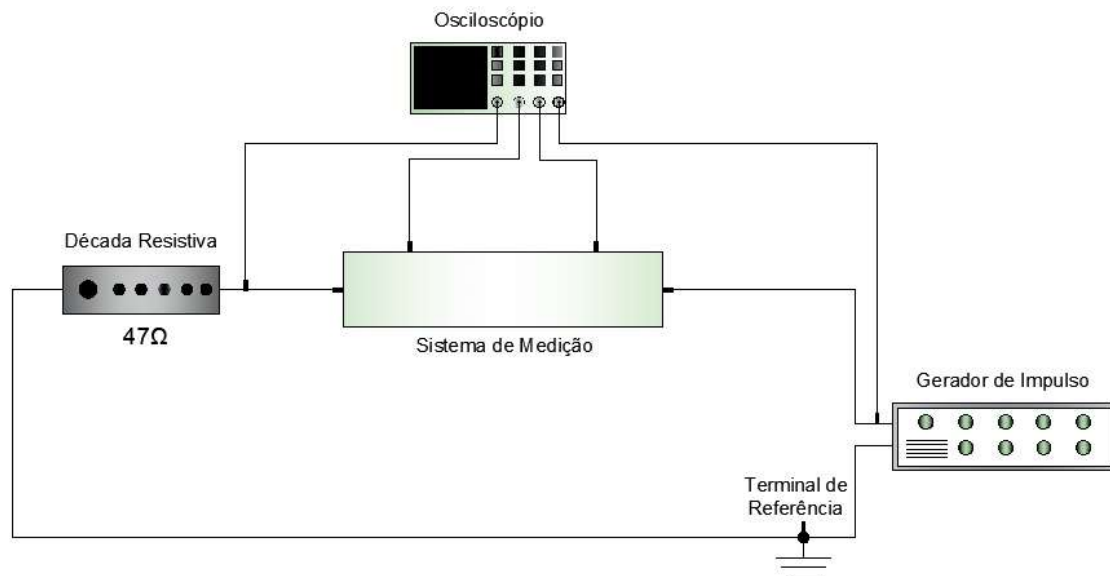 Osciloscópio
Década Resistiva
47Ω
Sistema de Medição
Gerador de Impulso
Terminal de
Referência